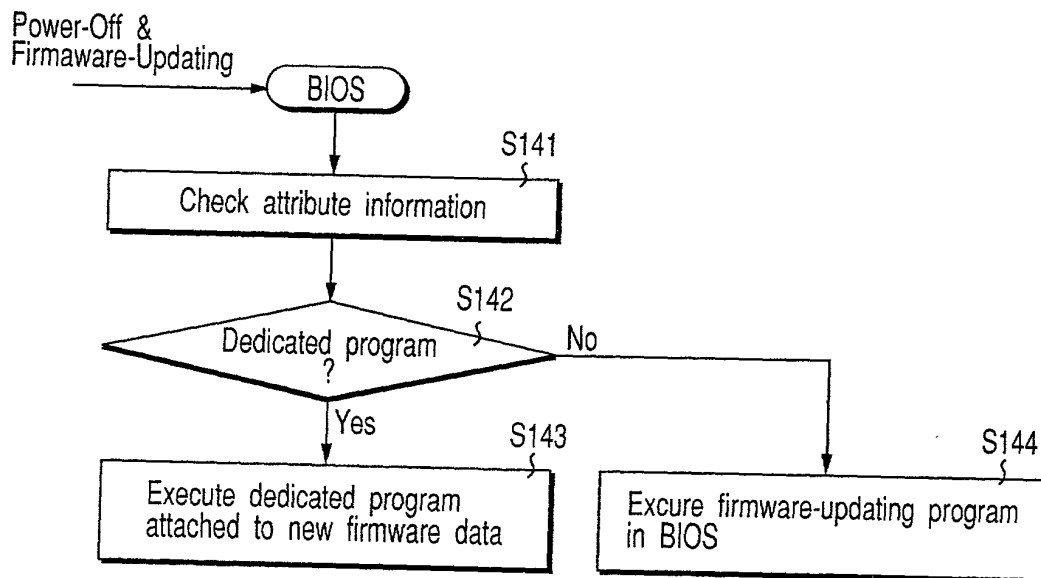 Power-Off &
Firmaware-Updating
BIOS
S141
Check attribute information
S142
Dedicated program
?
No
Yes
S143
Execute dedicated program
attached to new firmware data
S144
Excure firmware-updating program
in BIOS